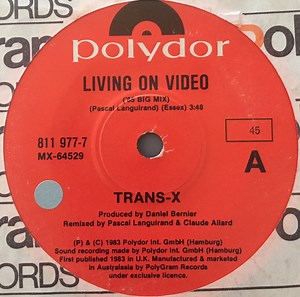 polydor
LIVING ON VIDEO
('85 BIG MIX)
(Pascal Languirand) (Essex) 3:48
811 977-7
MX-64529
45
A
TRANS-X
Produced by Daniel Bernier
Remixed by Pascal Languirand & Claude Allard
(P) & (C) 1983 Polydor Int. GmbH (Hamburg)
Sound recording made by Polydor Int. GmbH (Hamburg)
First published 1983 in U.K. Manufactured & marketed
in Australasia by PolyGram Records
under exclusive licence.